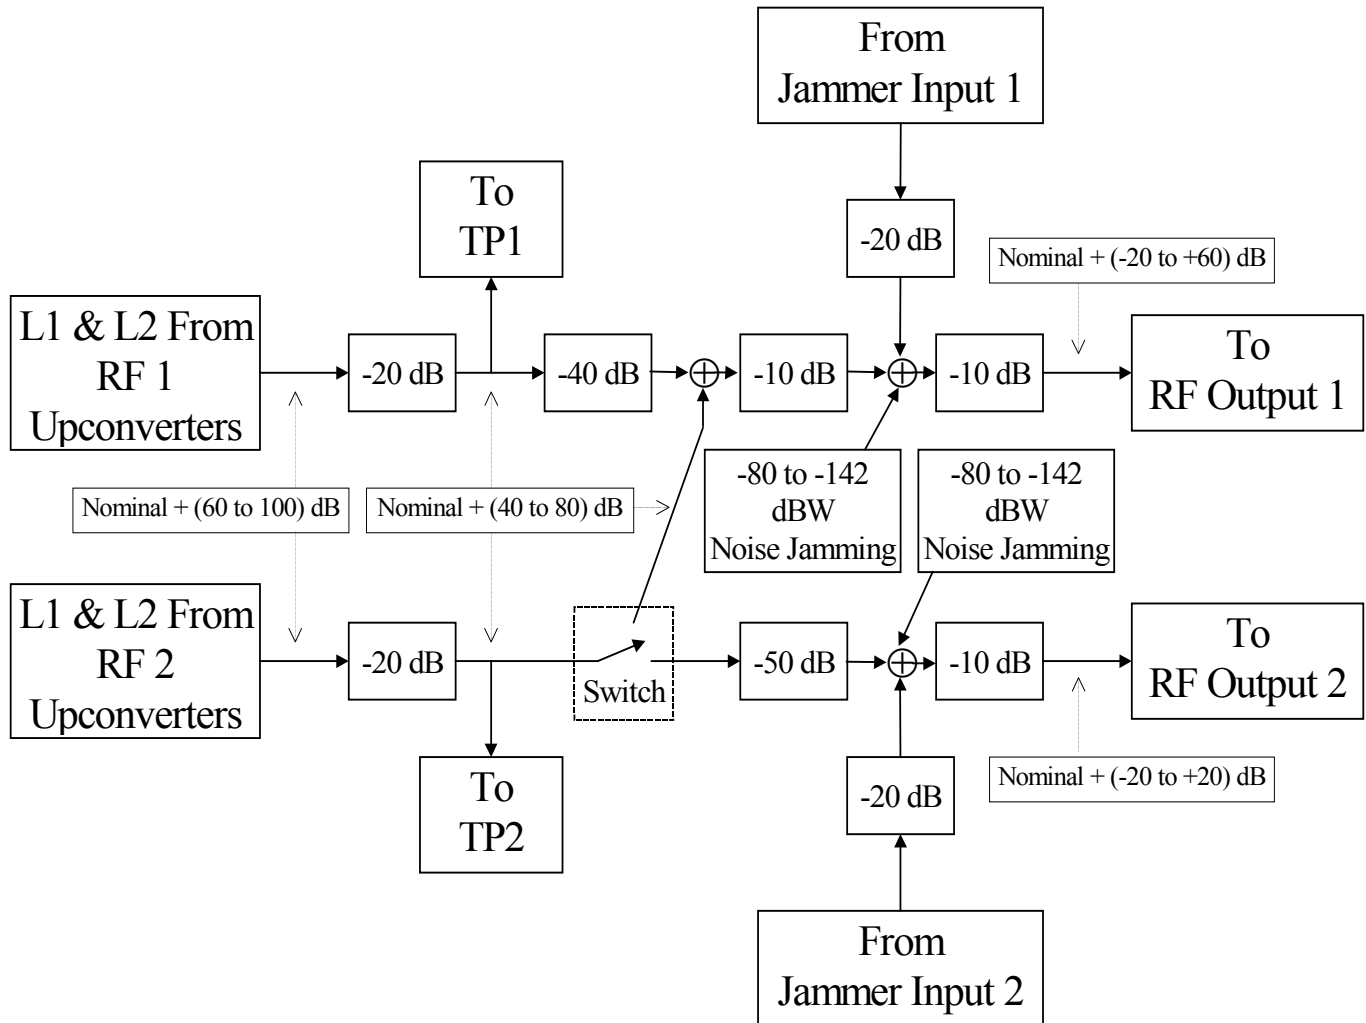 From
Jammer Input 1
To
TP1
-20 dB
Nominal + (-20 to +60) dB
L1 & L2 From
RF 1
Upconverters
-20 dB
-40 dB
-10 dB
-10 dB
To
RF Output 1
Nominal + (60 to 100) dB
Nominal + (40 to 80) dB
-80 to -142
dBW
Noise Jamming
-80 to -142
dBW
Noise Jamming
L1 & L2 From
RF 2
Upconverters
-20 dB
Switch
-50 dB
-10 dB
To
RF Output 2
To
TP2
-20 dB
Nominal + (-20 to +20) dB
From
Jammer Input 2